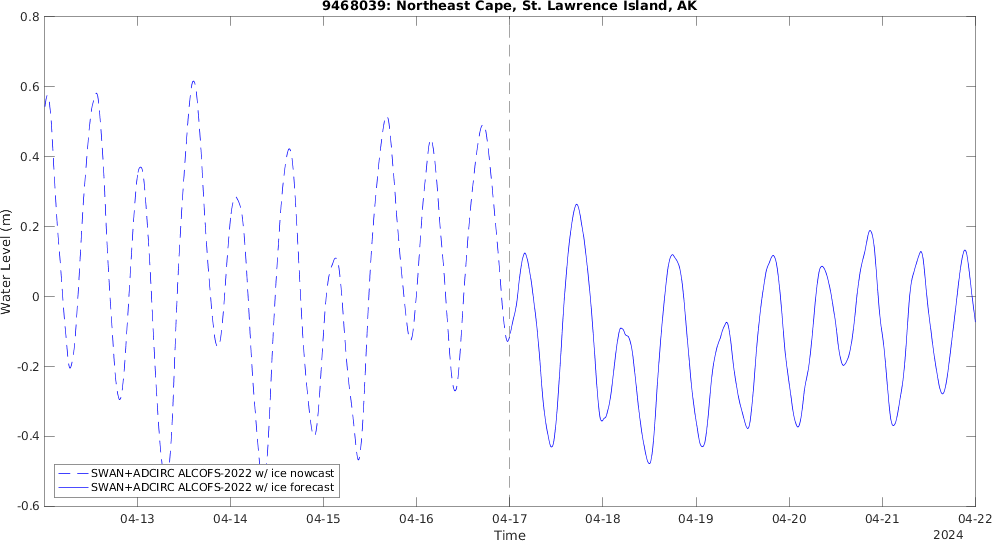 9468039: Northeast Cape, St. Lawrence Island, AK
0.8
0.6
0.4
0.2
0
-0.2
-0.4
-0.6
Water Level (m)
SWAN+ADCIRC ALCOFS-2022 w/ ice nowcast
SWAN+ADCIRC ALCOFS-2022 w/ ice forecast
04-13 04-14 04-15 04-16 04-17 04-18 04-19 04-20 04-21 04-22
Time
2024